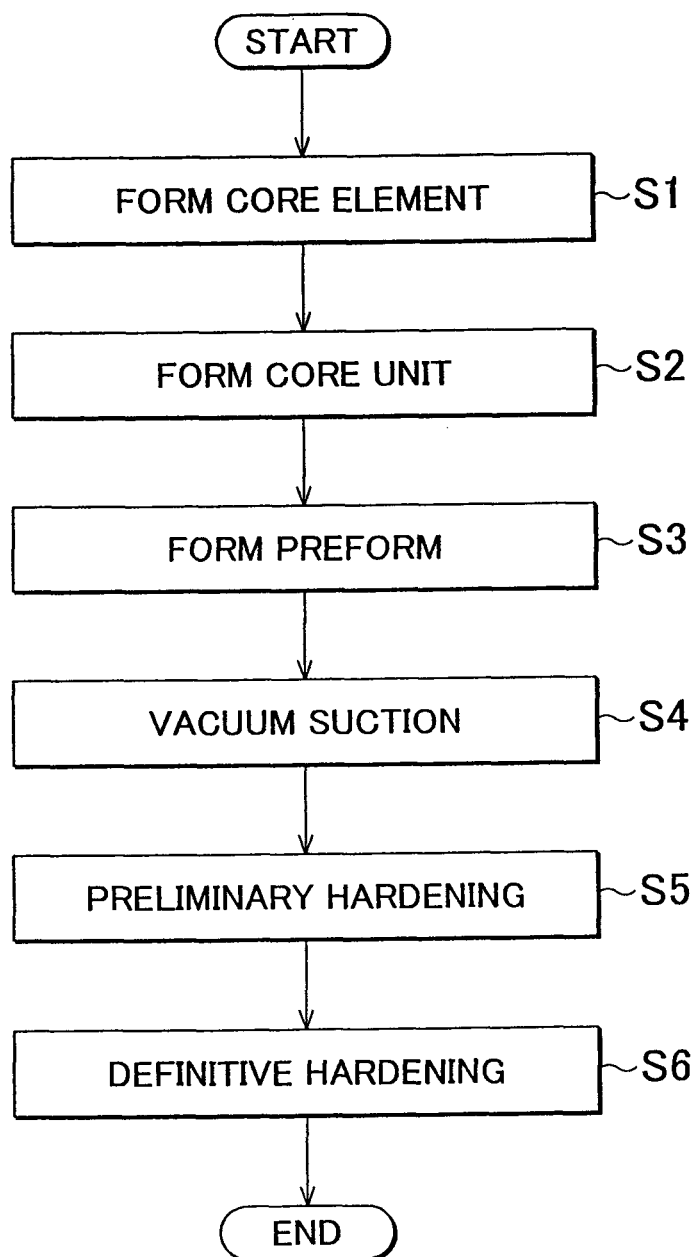 START
FORM CORE ELEMENT
S1
FORM CORE UNIT
S2
FORM PREFORM
S3
VACUUM SUCTION
S4
PRELIMINARY HARDENING
S5
DEFINITIVE HARDENING
S6
END